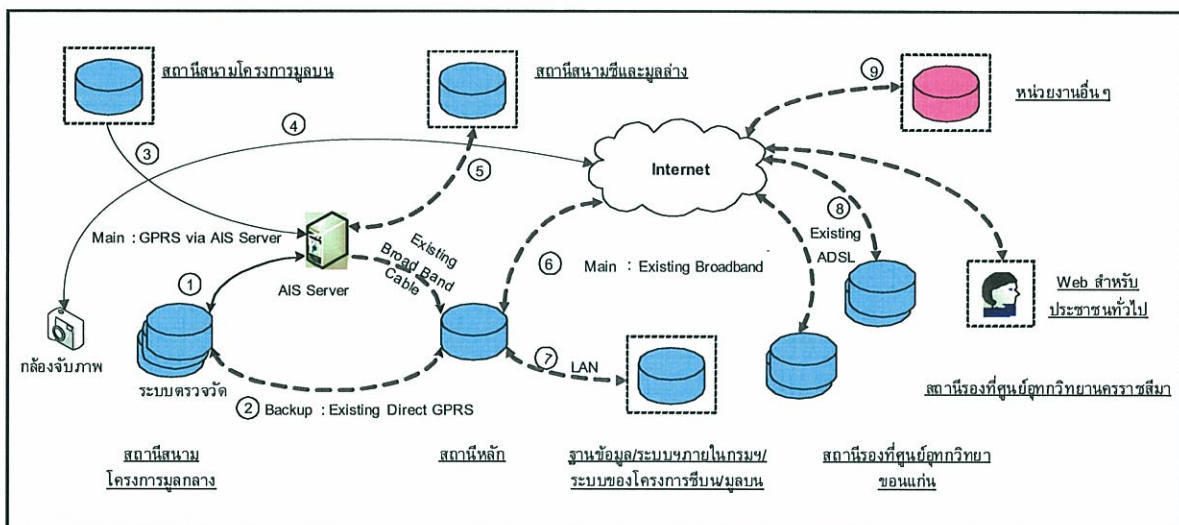 สถานีสนามโครงการมูลบน
สถานีสนามชีและมูลล่าง
⑨
หน่วยงานอื่น ๆ
④
③
⑤
Internet
Main : GPRS via AIS Server
⑧
Existing
ADSL
Existing
Broad Band
Cable
⑥
Main : Existing Broadband
①
AIS Server
Web สำหรับ
ประชาชนทั่วไป
กล้องจับภาพ
ระบบตรวจวัด
⑦
LAN
สถานีรองที่ศูนย์อุทกวิทยานครราชสีมา
② Backup : Existing Direct GPRS
สถานีสนาม
โครงการมูลกลาง
สถานีหลัก
ฐานข้อมูล/ระบบฯภายในกรมฯ/
ระบบของโครงการชีบน/มูลบน
สถานีรองที่ศูนย์อุทกวิทยา
ขอนแก่น